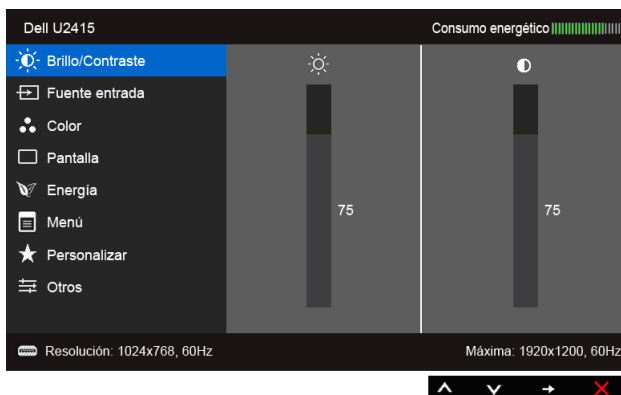 Dell U2415 Consumo energético
Brillo/Contraste
Fuente entrada
Color
Pantalla
Energía
75 75
Menú
Personalizar
Otros
Resolución: 1024x768, 60Hz Máxima: 1920x1200, 60Hz